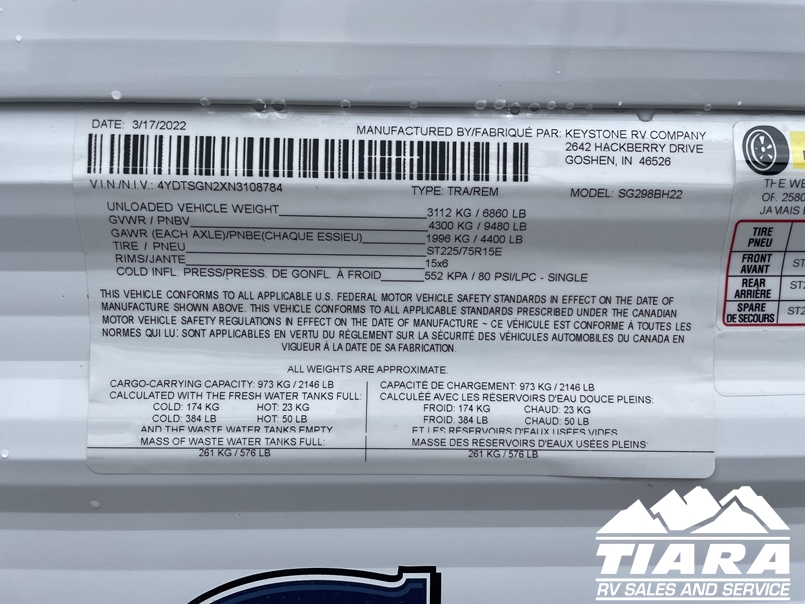 DATE: 3/17/2022
MANUFACTURED BY/FABRIQUÉ PAR: KEYSTONE RV COMPANY
2642 HACKBERRY DRIVE
GOSHEN, IN 46526
V.I.N./N.I.V.: 4YDTSGN2XN3108784 TYPE: TRA/REM MODEL: SG298BH22
UNLOADED VEHICLE WEIGHT 3112 KG / 6860 LB
GVWR / PNBV 4300 KG / 9480 LB
GAWR (EACH AXLE)/PNBE(CHAQUE ESSIEU) 1996 KG / 4400 LB
TIRE / PNEU ST225/75R15E
RIMS/JANTE 15x6
COLD INFL. PRESS/PRESS. DE GONFL. À FROID 552 KPA / 80 PSI/LPC - SINGLE
THIS VEHICLE CONFORMS TO ALL APPLICABLE U.S. FEDERAL MOTOR VEHICLE SAFETY STANDARDS IN EFFECT ON THE DATE OF
MANUFACTURE SHOWN ABOVE. THIS VEHICLE CONFORMS TO ALL APPLICABLE STANDARDS PRESCRIBED UNDER THE CANADIAN
MOTOR VEHICLE SAFETY REGULATIONS IN EFFECT ON THE DATE OF MANUFACTURE ~ CE VÉHICULE EST CONFORME À TOUTES LES
NORMES QUI LUI SONT APPLICABLES EN VERTU DU RÉGLEMENT SUR LA SÉCURITÉ DES VÉHICULES AUTOMOBILES DU CANADA EN
VIGUEUR À LA DATE DE SA FABRICATION.
ALL WEIGHTS ARE APPROXIMATE.
CARGO-CARRYING CAPACITY: 973 KG / 2146 LB
CALCULATED WITH THE FRESH WATER TANKS FULL:
COLD: 174 KG HOT: 23 KG
COLD: 384 LB HOT: 50 LB
AND THE WASTE WATER TANKS EMPTY
MASS OF WASTE WATER TANKS FULL:
261 KG / 576 LB
CAPACITÉ DE CHARGEMENT: 973 KG / 2146 LB
CALCULÉE AVEC LES RÉSERVOIRS D'EAU DOUCE PLEINS:
FROID: 174 KG CHAUD: 23 KG
FROID: 384 LB CHAUD: 50 LB
ET LES RÉSERVOIRS D'EAUX USÉES VIDES
MASSE DES RÉSERVOIRS D'EAUX USÉES PLEINS:
261 KG / 576 LB
THE WE
OF. 2580
JAMAIS
TIRE
PNEU
FRONT
AVANT
REAR
ARRIÈRE
SPARE
DE SECOURS
TIARA
RV SALES AND SERVICE